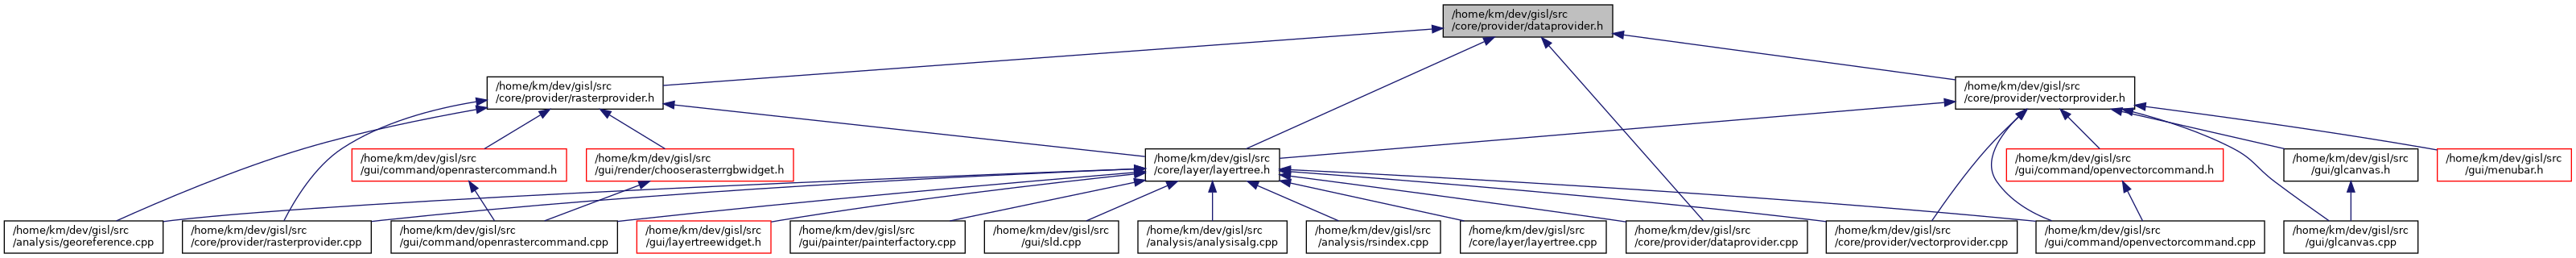 /home/km/dev/gisl/src
/core/provider/dataprovider.h
/home/km/dev/gisl/src
/core/provider/rasterprovider.h
/home/km/dev/gisl/src
/core/provider/vectorprovider.h
/home/km/dev/gisl/src
/gui/command/openrastercommand.h
/home/km/dev/gisl/src
/gui/render/chooserasterrgbwidget.h
/home/km/dev/gisl/src
/core/layer/layertree.h
/home/km/dev/gisl/src
/gui/command/openvectorcommand.h
/home/km/dev/gisl/src
/gui/glcanvas.h
/home/km/dev/gisl/src
/gui/menubar.h
/home/km/dev/gisl/src
/analysis/georeference.cpp
/home/km/dev/gisl/src
/core/provider/rasterprovider.cpp
/home/km/dev/gisl/src
/gui/command/openrastercommand.cpp
/home/km/dev/gisl/src
/gui/layertreewidget.h
/home/km/dev/gisl/src
/gui/painter/painterfactory.cpp
/home/km/dev/gisl/src
/gui/sld.cpp
/home/km/dev/gisl/src
/analysis/analysisalg.cpp
/home/km/dev/gisl/src
/analysis/rsindex.cpp
/home/km/dev/gisl/src
/core/layer/layertree.cpp
/home/km/dev/gisl/src
/core/provider/dataprovider.cpp
/home/km/dev/gisl/src
/core/provider/vectorprovider.cpp
/home/km/dev/gisl/src
/gui/command/openvectorcommand.cpp
/home/km/dev/gisl/src
/gui/glcanvas.cpp